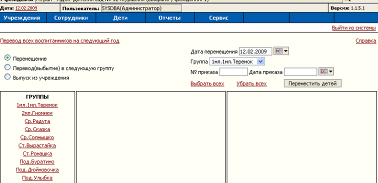 Дата: 12.02.2009 Пользователь: SYSDBA(Администратор) Версия: 1.1.5.1
Учреждения Сотрудники Дети Отчеты Сервис
Выйти из системы
Перевод всех воспитанников на следующий год Справка
Дата перемещения 12.02.2009
Перемещение Группа 1мл.1мл.Теремок
Перевод(выбытие) в следующую группу
№ приказа Дата приказа
Выпуск из учреждения
Выбрать всех Убрать всех Переместить детей
ГРУППЫ
1мл.1мл.Теремок
2мл.Гномики
Ср.Радуга
Ср.Сказка
Ср.Солнышко
Ст.Вырастайка
Ст.Ромашка
Под.Буратино
Под.Дюймовочка
Под.Улыбка